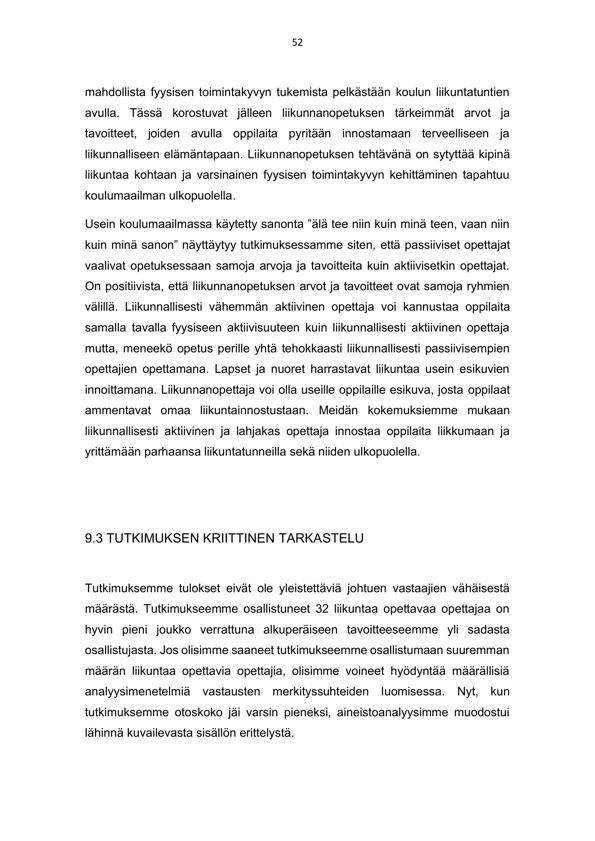 52
mahdollista fyysisen toimintakyvyn tukemista pelkästään koulun liikuntatuntien
avulla. Tässä korostuvat jälleen liikunnanopetuksen tärkeimmät arvot ja
tavoitteet, joiden avulla oppilaita pyritään innostamaan terveelliseen ja
liikunnalliseen elämäntapaan. Liikunnanopetuksen tehtävänä on sytyttää kipinä
liikuntaa kohtaan ja varsinainen fyysisen toimintakyvyn kehittäminen tapahtuu
koulumaailman ulkopuolella.
Usein koulumaailmassa käytetty sanonta ”älä tee niin kuin minä teen, vaan niin
kuin minä sanon” näyttäytyy tutkimuksessamme siten, että passiiviset opettajat
vaalivat opetuksessaan samoja arvoja ja tavoitteita kuin aktiivisetkin opettajat.
On positiivista, että liikunnanopetuksen arvot ja tavoitteet ovat samoja ryhmien
välillä. Liikunnallisesti vähemmän aktiivinen opettaja voi kannustaa oppilaita
samalla tavalla fyysiseen aktiivisuuteen kuin liikunnallisesti aktiivinen opettaja
mutta, meneekö opetus perille yhtä tehokkaasti liikunnallisesti passiivisempien
opettajien opettamana. Lapset ja nuoret harrastavat liikuntaa usein esikuvien
innoittamana. Liikunnanopettaja voi olla useille oppilaille esikuva, josta oppilaat
ammentavat omaa liikuntainnostustaan. Meidän kokemuksiemme mukaan
liikunnallisesti aktiivinen ja lahjakas opettaja innostaa oppilaita liikkumaan ja
yrittämään parhaansa liikuntatunneilla sekä niiden ulkopuolella.
9.3 TUTKIMUKSEN KRIITTINEN TARKASTELU
Tutkimuksemme tulokset eivät ole yleistettäviä johtuen vastaajien vähäisestä
määrästä. Tutkimukseemme osallistuneet 32 liikuntaa opettavaa opettajaa on
hyvin pieni joukko verrattuna alkuperäiseen tavoitteeseemme yli sadasta
osallistujasta. Jos olisimme saaneet tutkimukseemme osallistumaan suuremman
määrän liikuntaa opettavia opettajia, olisimme voineet hyödyntää määrällisiä
analyysimenetelmiä vastausten merkityssuhteiden luomisessa. Nyt, kun
tutkimuksemme otoskoko jäi varsin pieneksi, aineistoanalyysimme muodostui
lähinnä kuvailevasta sisällön erittelystä.